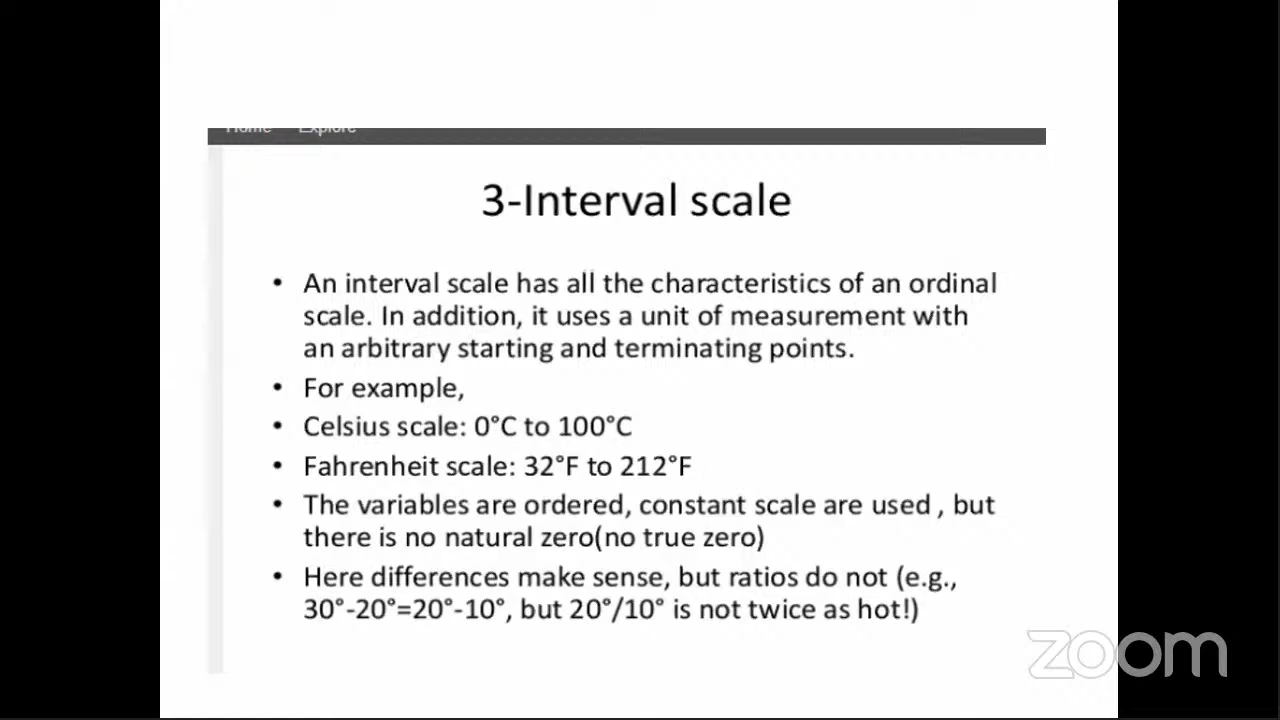 Home Explore
3-Interval scale
• An interval scale has all the characteristics of an ordinal
scale. In addition, it uses a unit of measurement with
an arbitrary starting and terminating points.
• For example,
• Celsius scale: 0°C to 100°C
• Fahrenheit scale: 32°F to 212°F
• The variables are ordered, constant scale are used , but
there is no natural zero(no true zero)
• Here differences make sense, but ratios do not (e.g.,
30°-20°=20°-10°, but 20°/10° is not twice as hot!)
zoom